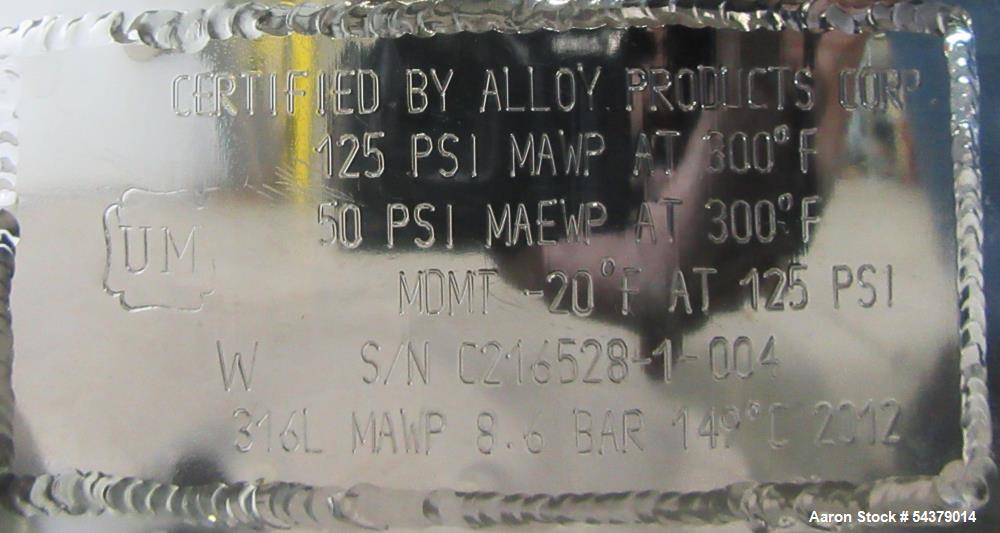 CERTIFIED BY ALLOY PRODUCTS CORP
125 PSI MAWP AT 300°F
50 PSI MAEWP AT 300°F
UM
MDMT -20°F AT 125 PSI
W S/N C216528-1-004
316L MAWP 8.6 BAR 149°C 2012
Aaron Stock # 54379014